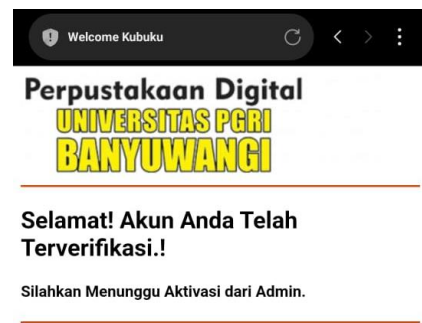 Welcome Kubuku
Perpustakaan Digital
UNIVERSITAS PGRI
BANYUWANGI
Selamat! Akun Anda Telah
Terverifikasi.!
Silahkan Menunggu Aktivasi dari Admin.